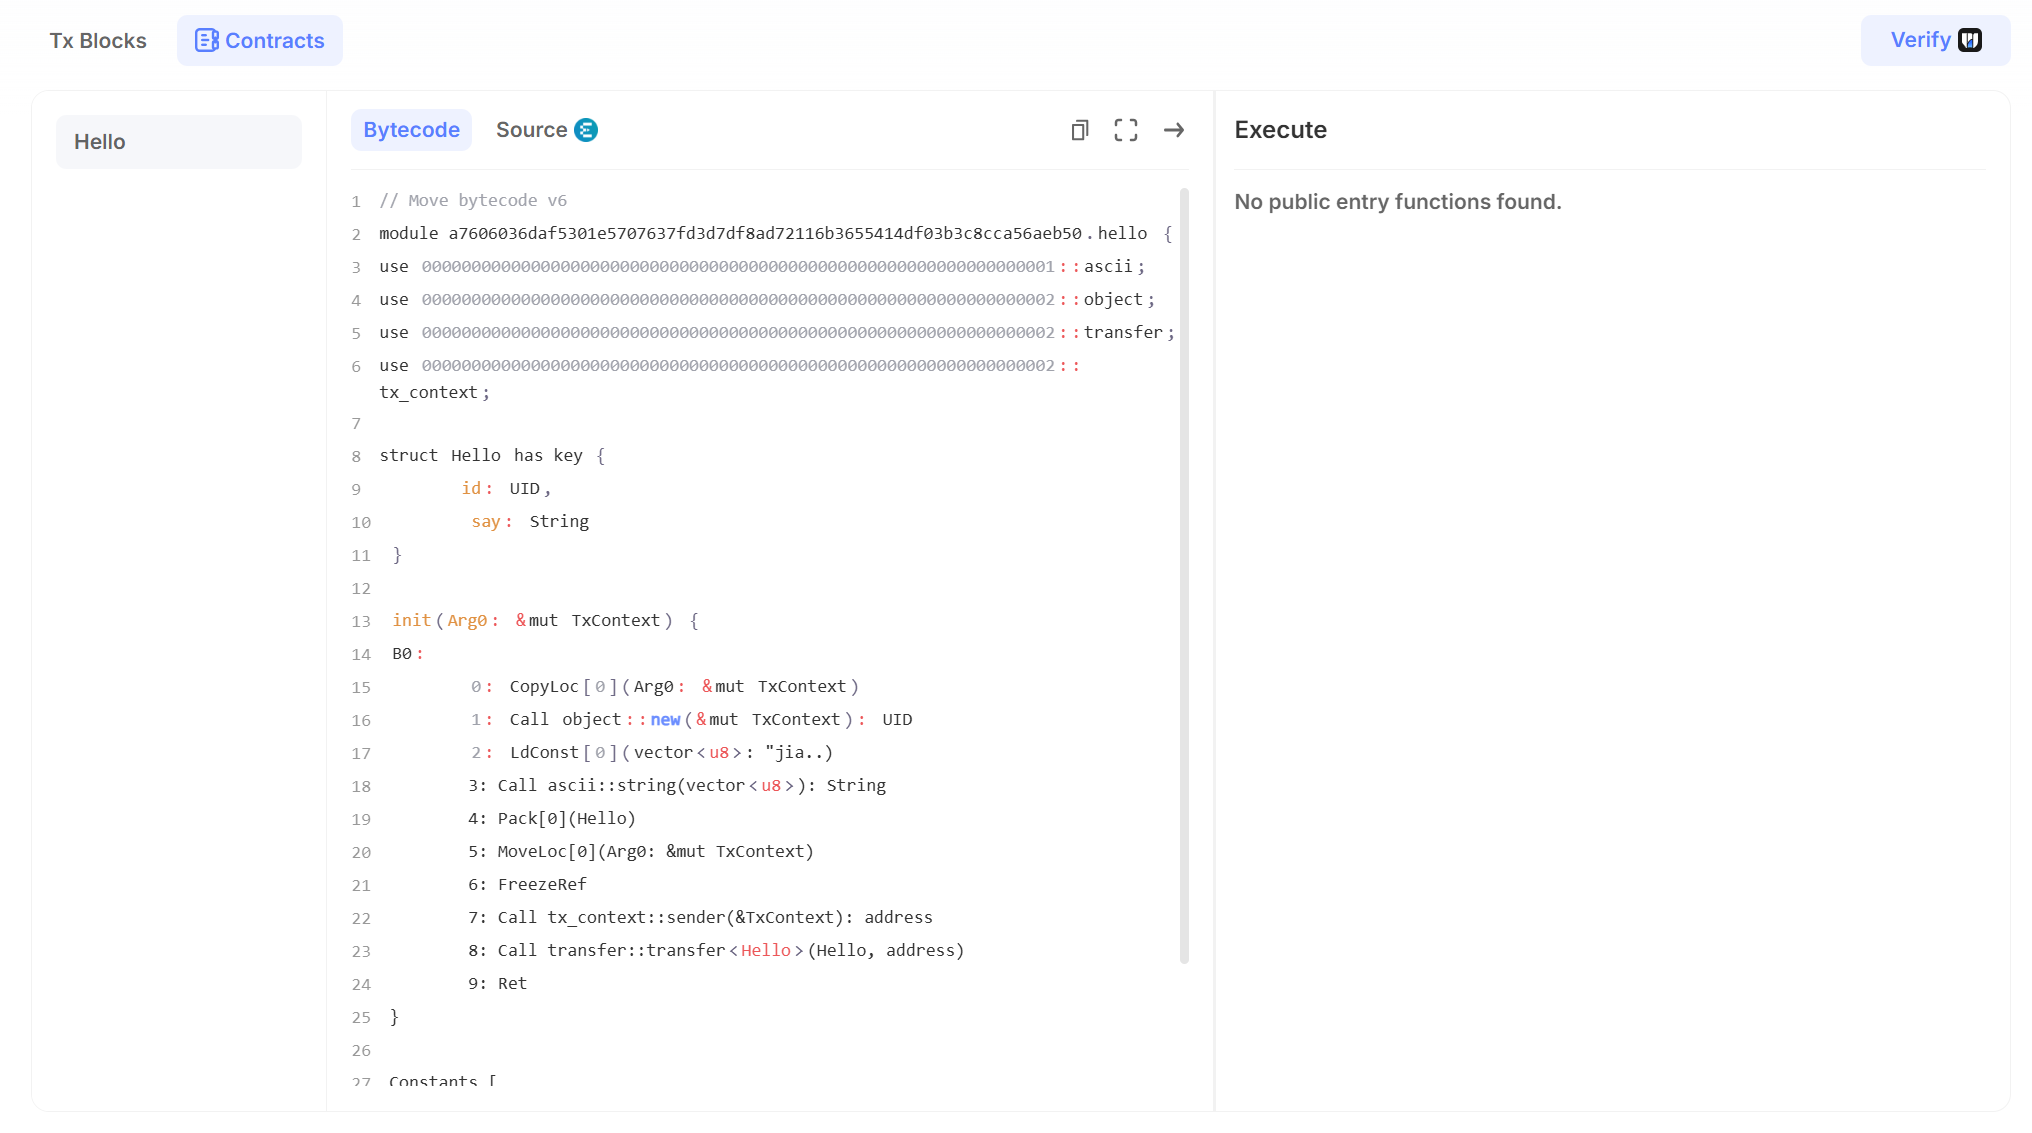 Tx Blocks
Contracts
Verify
Hello
Bytecode
Source
Execute
No public entry functions found.
1 // Move bytecode v6
2 module a7606036daf5301e5707637fd3d7df8ad72116b3655414df03b3c8cca56aeb50.hello {
3 use 0000000000000000000000000000000000000000000000000000000000000001::ascii;
4 use 0000000000000000000000000000000000000000000000000000000000000002::object;
5 use 0000000000000000000000000000000000000000000000000000000000000002::transfer;
6 use 0000000000000000000000000000000000000000000000000000000000000002::
tx_context;
7
8 struct Hello has key {
9 id: UID,
10 say: String
11 }
12
13 init(Arg0: &mut TxContext) {
14 B0:
15 0: CopyLoc[0](Arg0: &mut TxContext)
16 1: Call object::new(&mut TxContext): UID
17 2: LdConst[0](vector<u8>: "jia..)
18 3: Call ascii::string(vector<u8>): String
19 4: Pack[0](Hello)
20 5: MoveLoc[0](Arg0: &mut TxContext)
21 6: FreezeRef
22 7: Call tx_context::sender(&TxContext): address
23 8: Call transfer::transfer<Hello>(Hello, address)
24 9: Ret
25 }
26
27 Constants [